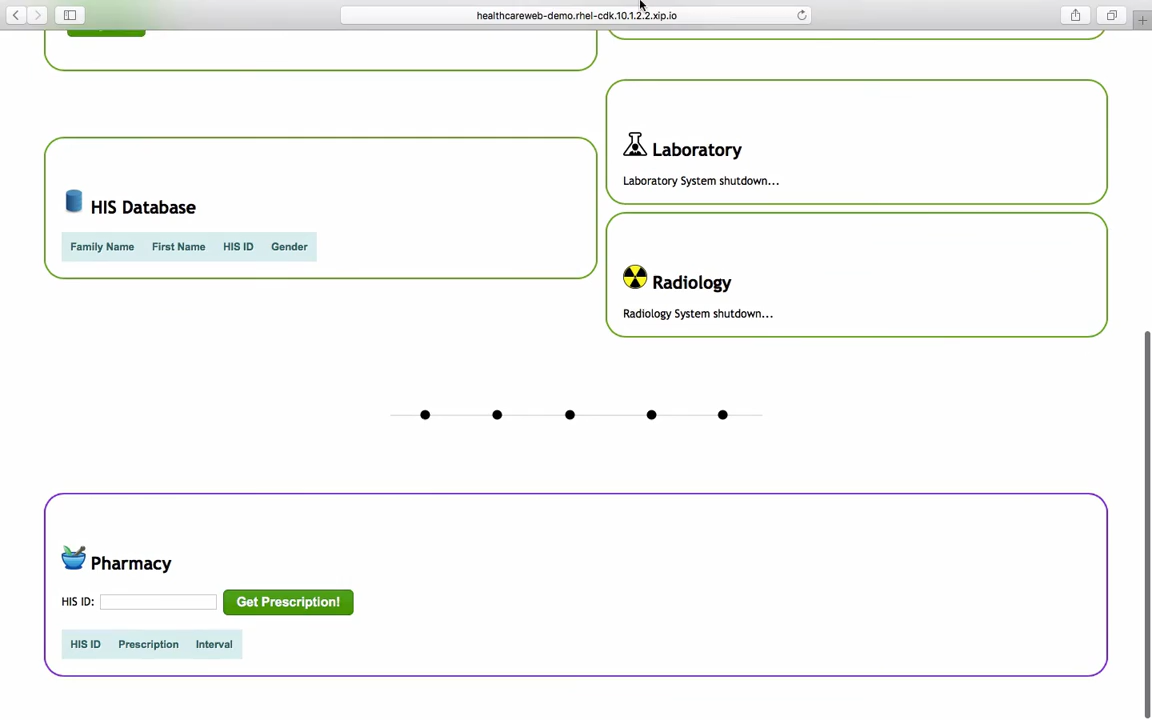 healthcareweb-demo.rhel-cdk.10.1.2.2.xip.io
Laboratory
Laboratory System shutdown...
HIS Database
Family Name First Name HIS ID Gender
Radiology
Radiology System shutdown...
Pharmacy
HIS ID: Get Prescription!
HIS ID Prescription Interval